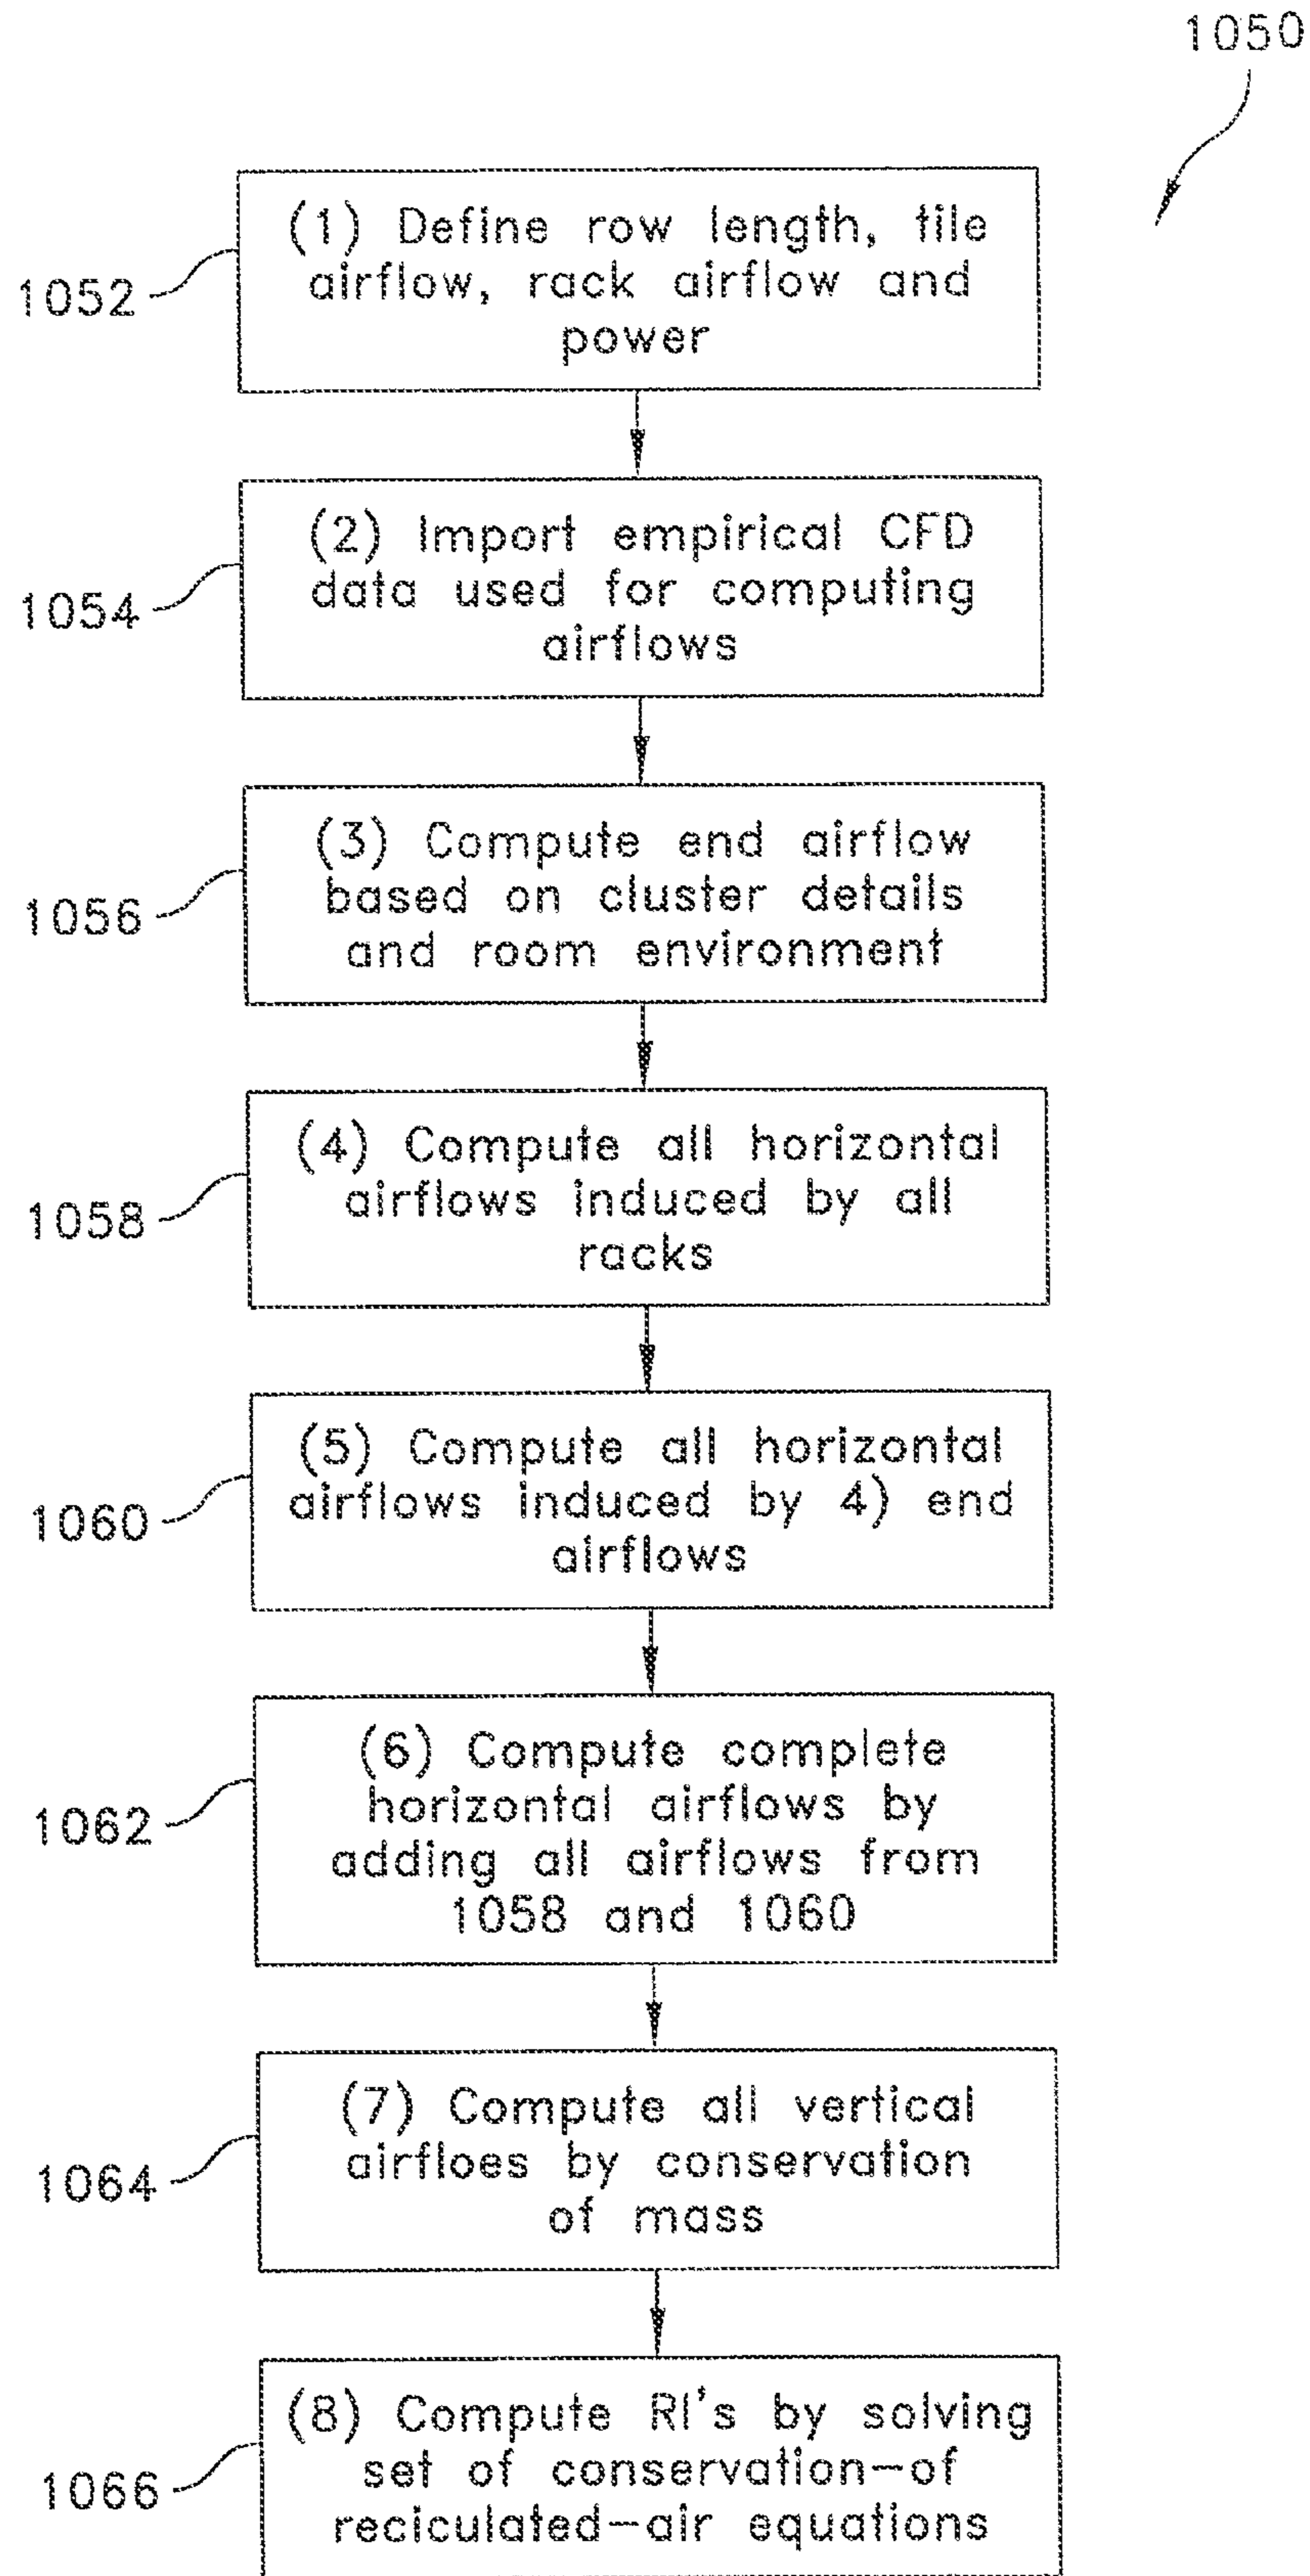 1050
(1) Define row length, tile
airflow, rack airflow and
power
1052
(2) Import empirical CFD
data used for computing
airflows
1054
(3) Compute end airflow
based on cluster details
and room environment
1056
(4) Compute all horizontal
airflows induced by all
racks
1058
(5) Compute all horizontal
airflows induced by 4) end
airflows
1060
(6) Compute complete
horizontal airflows by
adding all airflows from
1058 and 1060
1062
(7) Compute all vertical
airfloes by conservation
of mass
1064
(8) Compute RI's by solving
set of conservation-of
reciculated-air equations
1066